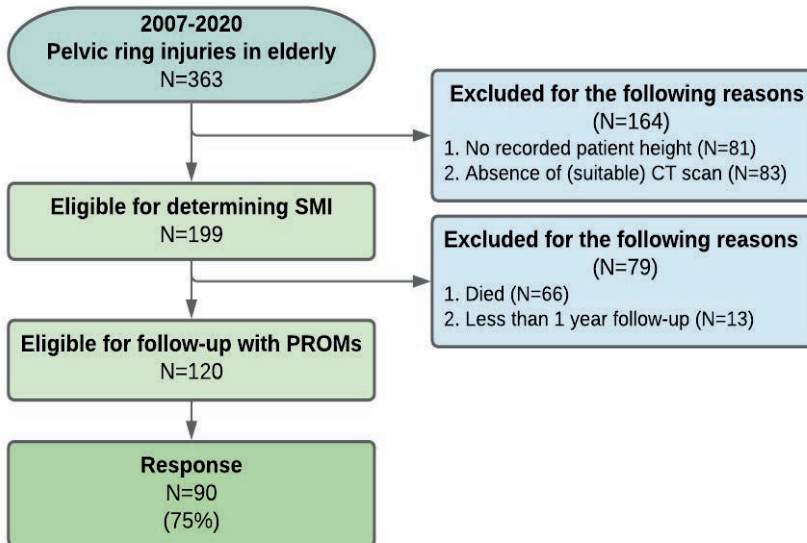 2007-2020
Pelvic ring injuries in elderly
N=363
Excluded for the following reasons
(N=164)
1. No recorded patient height (N=81)
2. Absence of (suitable) CT scan (N=83)
Eligible for determining SMI
N=199
Excluded for the following reasons
(N=79)
1. Died (N=66)
2. Less than 1 year follow-up (N=13)
Eligible for follow-up with PROMs
N=120
Response
N=90
(75%)